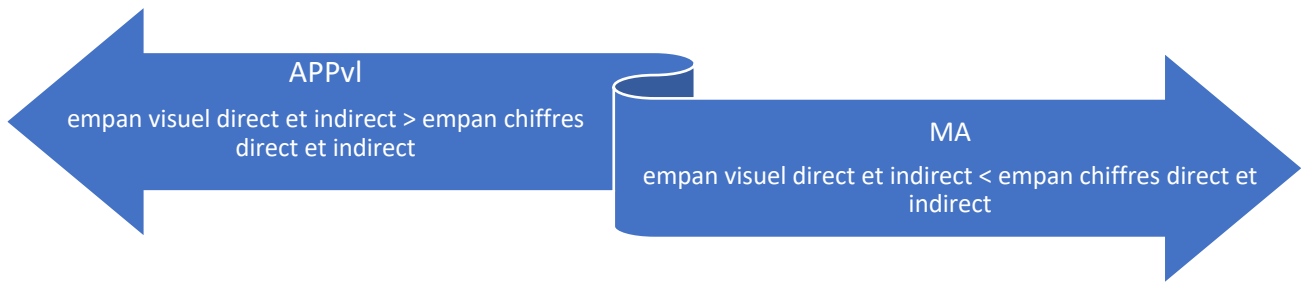 APPvl
empan visuel direct et indirect > empan chiffres
direct et indirect
MA
empan visuel direct et indirect < empan chiffres direct et
indirect